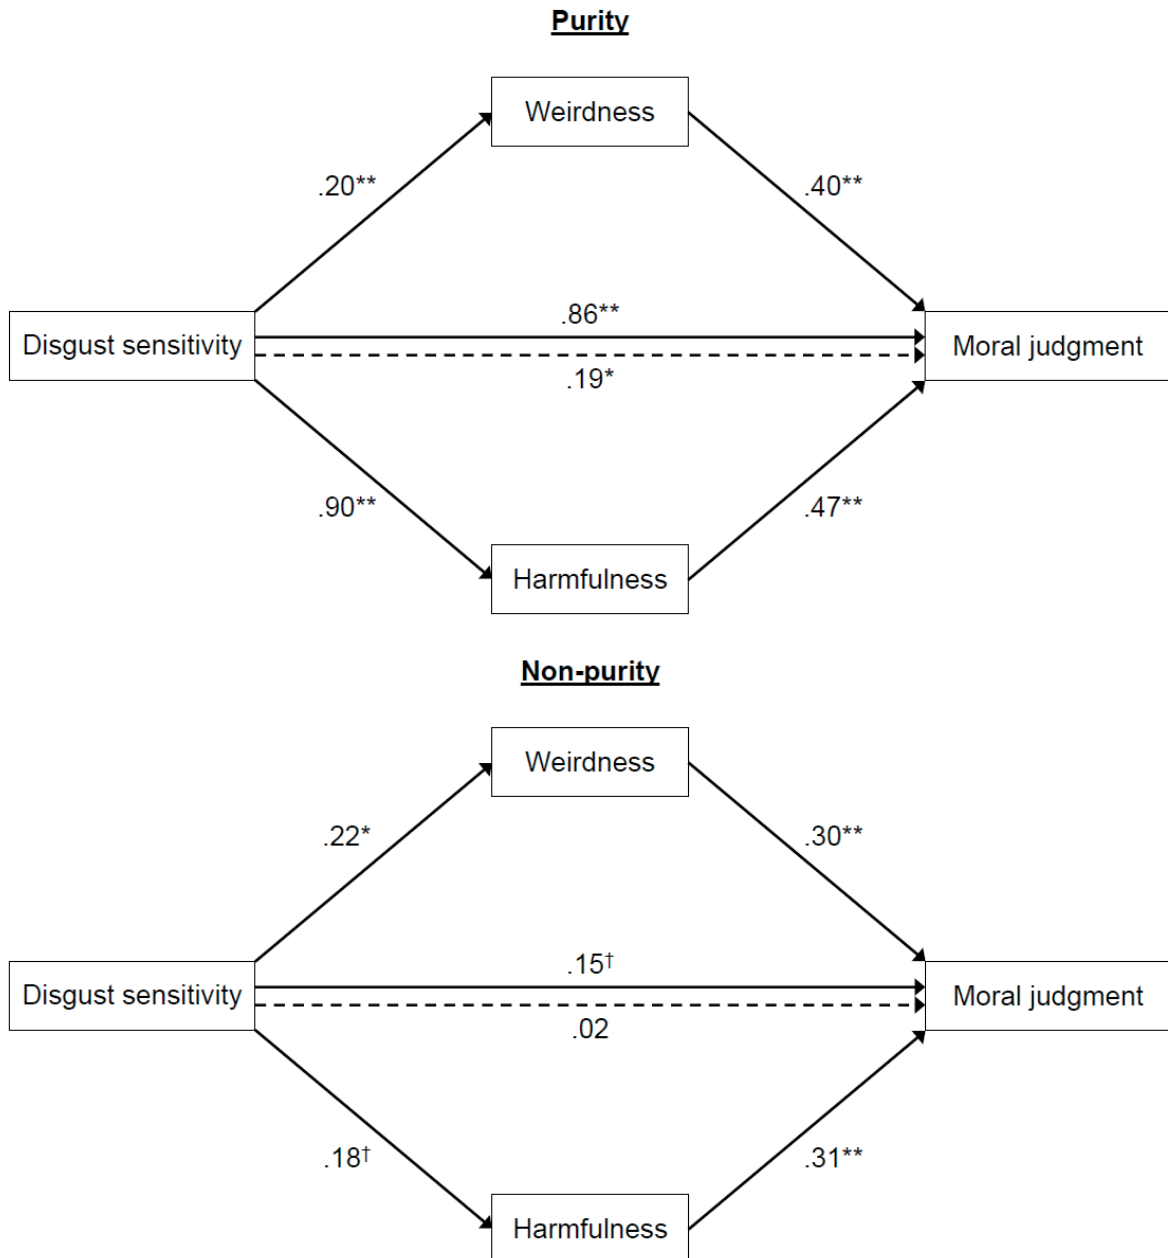 Purity
Weirdness
.20**
.40**
.86**
Disgust sensitivity
Moral judgment
.19*
.90**
.47**
Harmfulness
Non-purity
Weirdness
.22*
.30**
.15†
Disgust sensitivity
Moral judgment
.02
.18†
.31**
Harmfulness